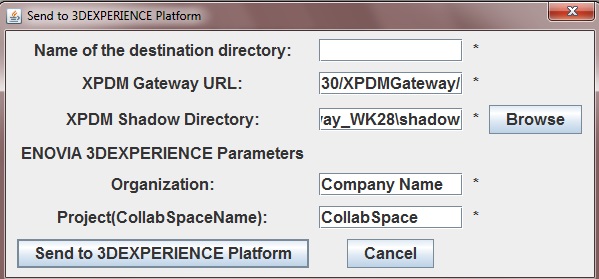 Send to 3DEXPERIENCE Platform
Name of the destination directory: *
XPDM Gateway URL: 30/XPDMGateway/ *
XPDM Shadow Directory: way_WK28\shadow * Browse
ENOVIA 3DEXPERIENCE Parameters
Organization: Company Name *
Project(CollabSpaceName): CollabSpace *
Send to 3DEXPERIENCE Platform Cancel